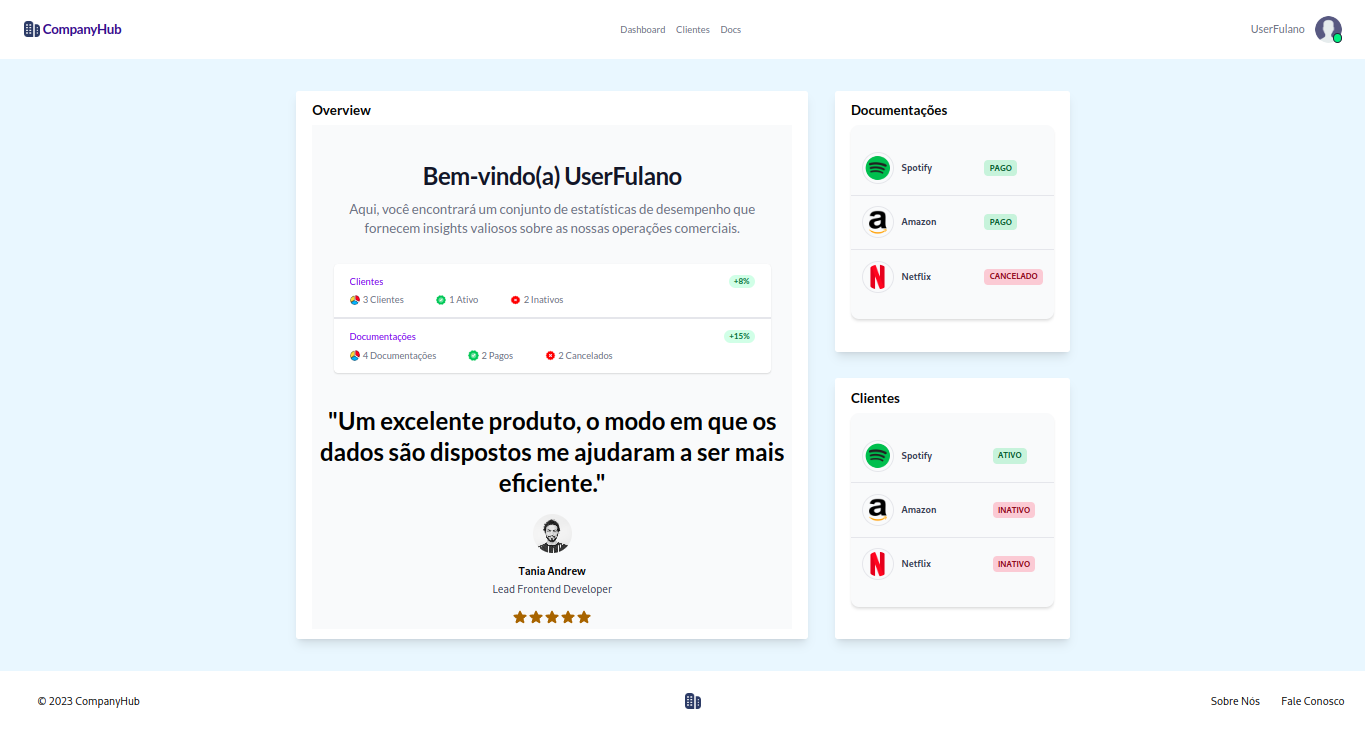 CompanyHub
Dashboard Clientes Docs
UserFulano
Overview
Bem-vindo(a) UserFulano
Aqui, você encontrará um conjunto de estatísticas de desempenho que
fornecem insights valiosos sobre as nossas operações comerciais.
Clientes +8%
3 Clientes 1 Ativo 2 Inativos
Documentações +15%
4 Documentações 2 Pagos 2 Cancelados
"Um excelente produto, o modo em que os
dados são dispostos me ajudaram a ser mais
eficiente."
Tania Andrew
Lead Frontend Developer
Documentações
Spotify PAGO
Amazon PAGO
Netflix CANCELADO
Clientes
Spotify ATIVO
Amazon INATIVO
Netflix INATIVO
© 2023 CompanyHub
Sobre Nós Fale Conosco